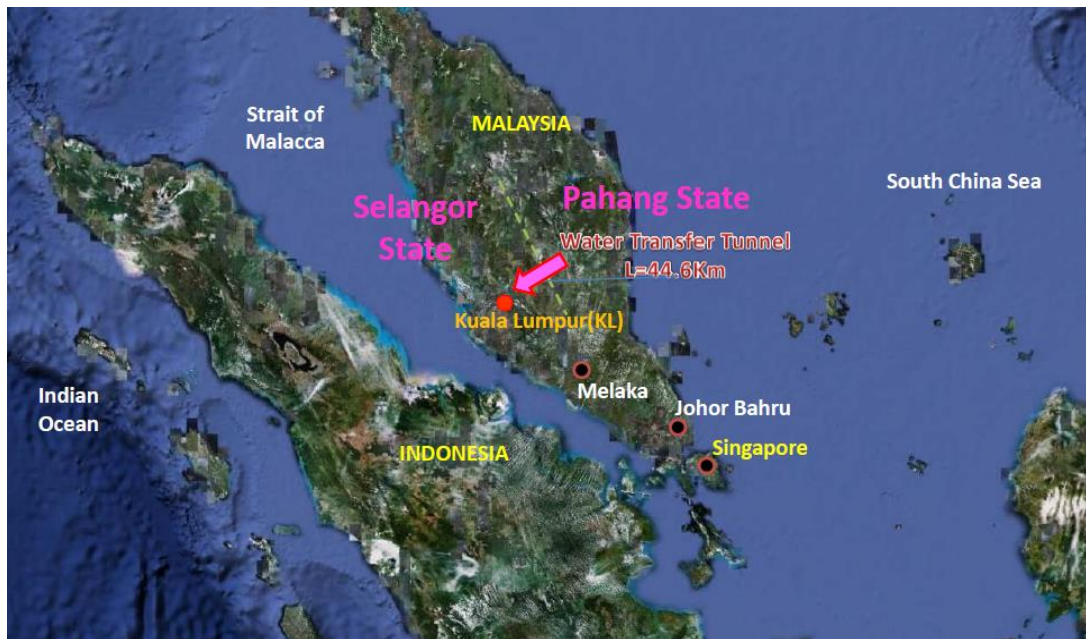 Strait of
Malacca
MALAYSIA
South China Sea
Selangor
State
Pahang State
Water Transfer Tunnel
L=44.6Km
Kuala Lumpur(KL)
Melaka
Indian
Ocean
Johor Bahru
INDONESIA
Singapore